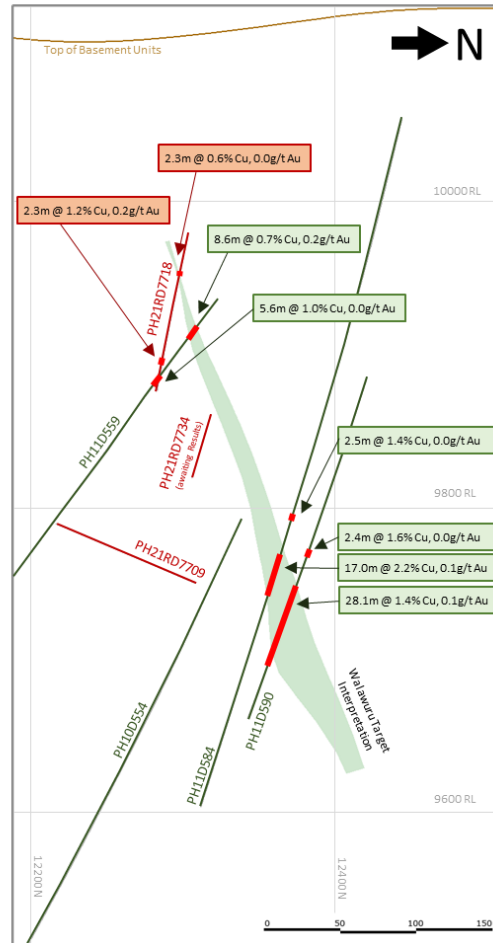 Top of Basement Units
N
2.3m @ 0.6% Cu, 0.0g/t Au
10000 RL
2.3m @ 1.2% Cu, 0.2g/t Au
8.6m @ 0.7% Cu, 0.2g/t Au
PH21RD7718
5.6m @ 1.0% Cu, 0.0g/t Au
PH11D559
PH21RD7734
(awaiting Results)
2.5m @ 1.4% Cu, 0.0g/t Au
9800 RL
2.4m @ 1.6% Cu, 0.0g/t Au
PH21RD7709
17.0m @ 2.2% Cu, 0.1g/t Au
28.1m @ 1.4% Cu, 0.1g/t Au
Walawuru Target
Interpretation
PH10D554
PH11D584
PH11D590
9600 RL
12200N
12400N
0 50 100 150